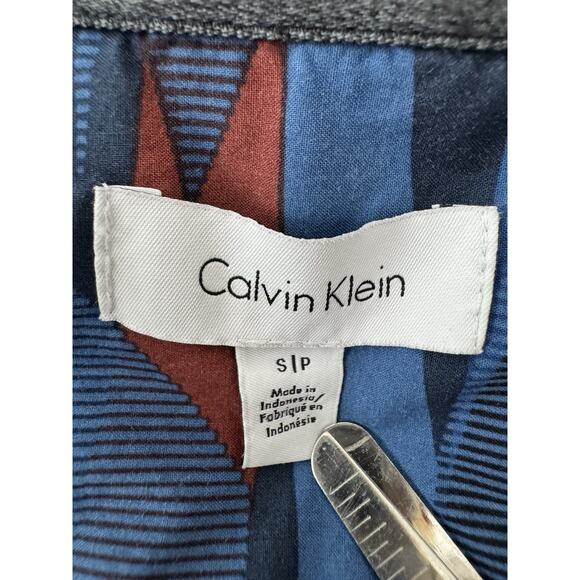 Calvin Klein
S|P
Made in
Indonesia/
Fabriqué en
Indonésie